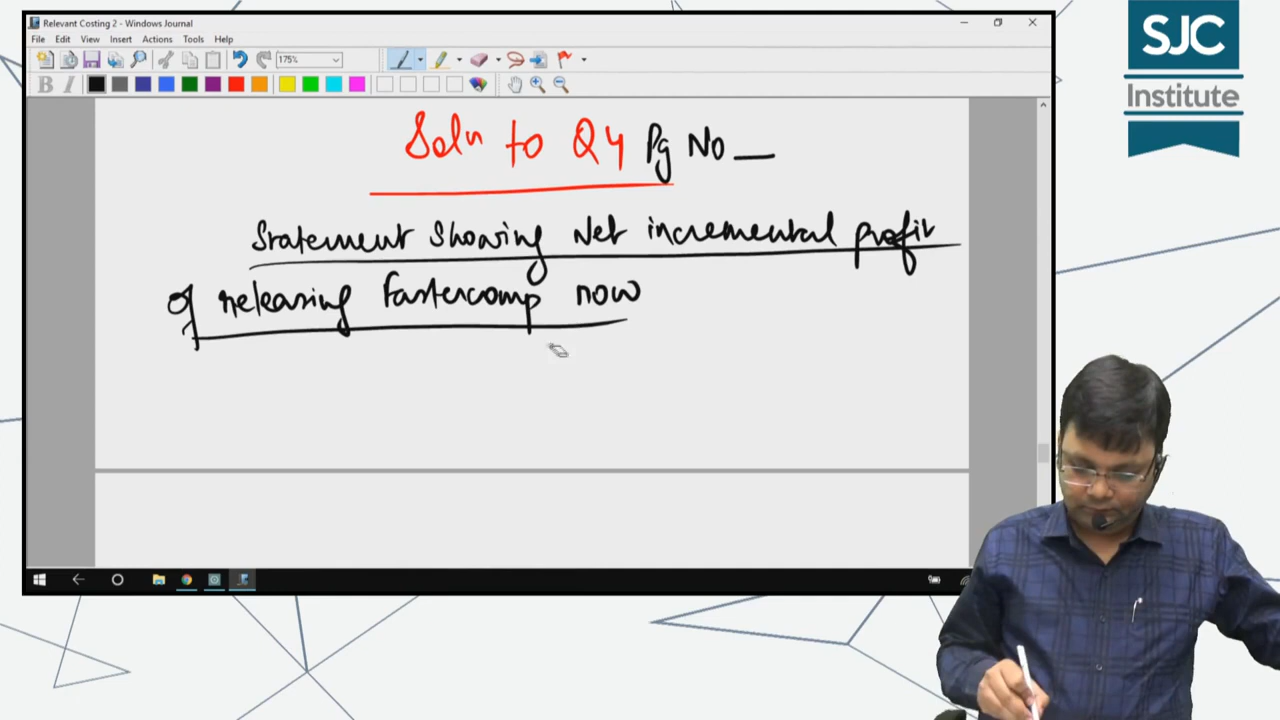 Relevant Costing 2 - Windows Journal
File Edit View Insert Actions Tools Help
175%
B I
Soln to Q4 Pg No __
Statement showing Net incremental profit
of releasing Fastercomp now
SJC
Institute